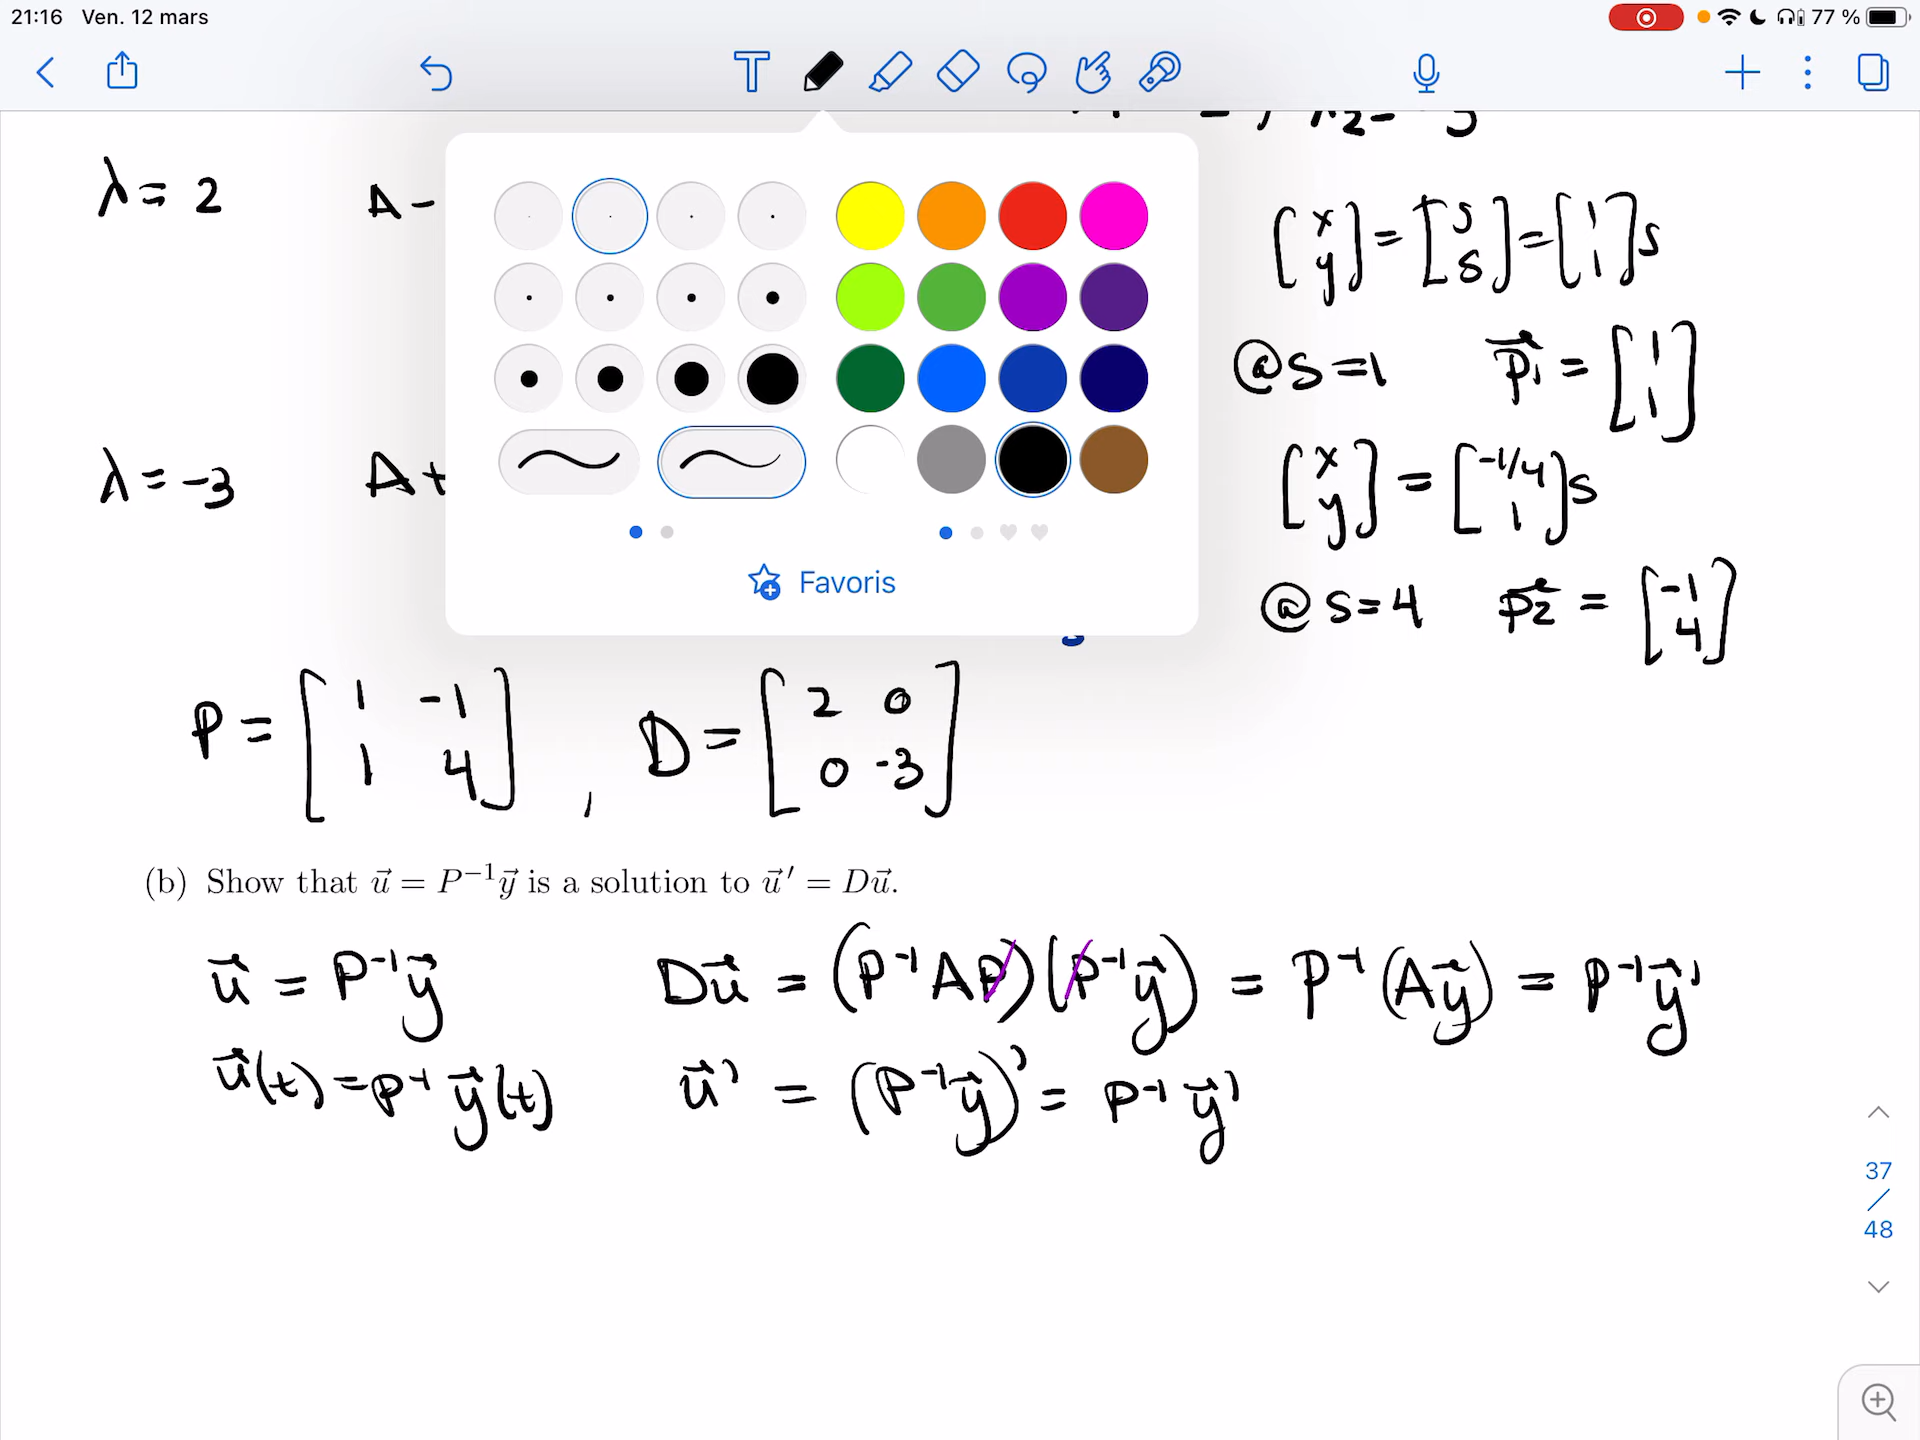 21:16 Ven. 12 mars 77 %
λ = 2 A -
[x y] = [s s] = [1 1]s
@ s = 1 p⃗1 = [1 1]
λ = -3 A +
[x y] = [-1/4 1]s
Favoris
@ s = 4 p⃗2 = [-1 4]
P = [1 -1 1 4] , D = [2 0 0 -3]
(b) Show that u⃗ = P⁻¹y⃗ is a solution to u⃗ ′ = Du⃗.
u⃗ = P⁻¹y⃗ Du⃗ = (P⁻¹AP)(P⁻¹y⃗) = P⁻¹(Ay⃗) = P⁻¹y⃗'
u⃗(t) = P⁻¹ y⃗(t) u⃗' = (P⁻¹y⃗)' = P⁻¹ y⃗'
37
/
48